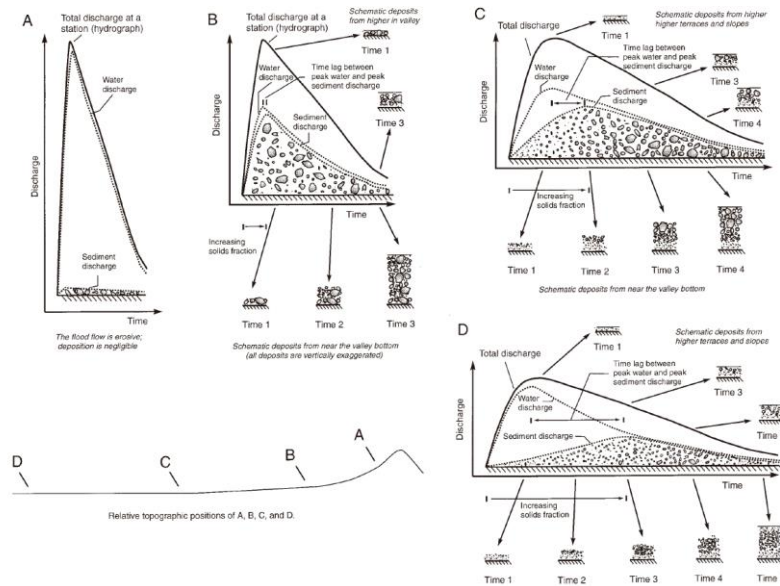 A
Total discharge at a
station (hydrograph)
Water
discharge
Discharge
Sediment
discharge
Time
The flood flow is erosive;
deposition is negligible
B
Total discharge at a
station (hydrograph)
Schematic deposits
from higher in valley
Time 1
Water
discharge
Time lag between
peak water and peak
sediment discharge
Time 3
Sediment
discharge
Discharge
Time
Increasing
solids fraction
Time 1
Time 2
Time 3
Schematic deposits from near the valley bottom
(all deposits are vertically exaggerated)
C
Schematic deposits from higher
higher terraces and slopes
Total discharge
Time 1
Time lag between
peak water and peak
sediment discharge
Time 3
Water
discharge
Sediment
discharge
Time 4
Discharge
Time
Increasing
solids fraction
Time 1
Time 2
Time 3
Time 4
Schematic deposits from near the valley bottom
D
Schematic deposits from
higher terraces and slopes
Time 1
Total discharge
Time lag between
peak water and peak
sediment discharge
Time 3
Water
discharge
Time
Sediment discharge
Discharge
Time
Increasing
solids fraction
Time 1
Time 2
Time 3
Time 4
Time
D
C
B
A
Relative topographic positions of A, B, C, and D.